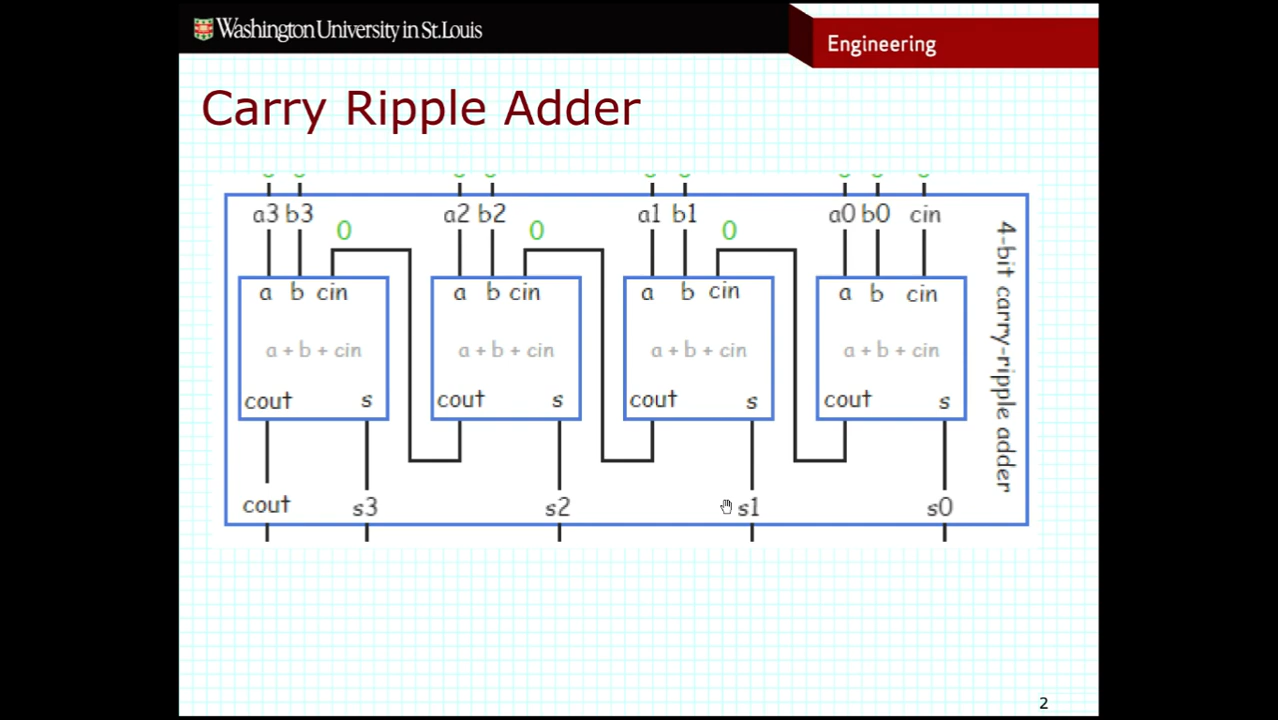 Washington University in St. Louis
Engineering
Carry Ripple Adder
a3 b3 a2 b2 a1 b1 a0 b0 cin
0 0 0
a b cin a b cin a b cin a b cin
a + b + cin a + b + cin a + b + cin a + b + cin
cout s cout s cout s cout s
cout s3 s2 s1 s0
4-bit carry-ripple adder
2